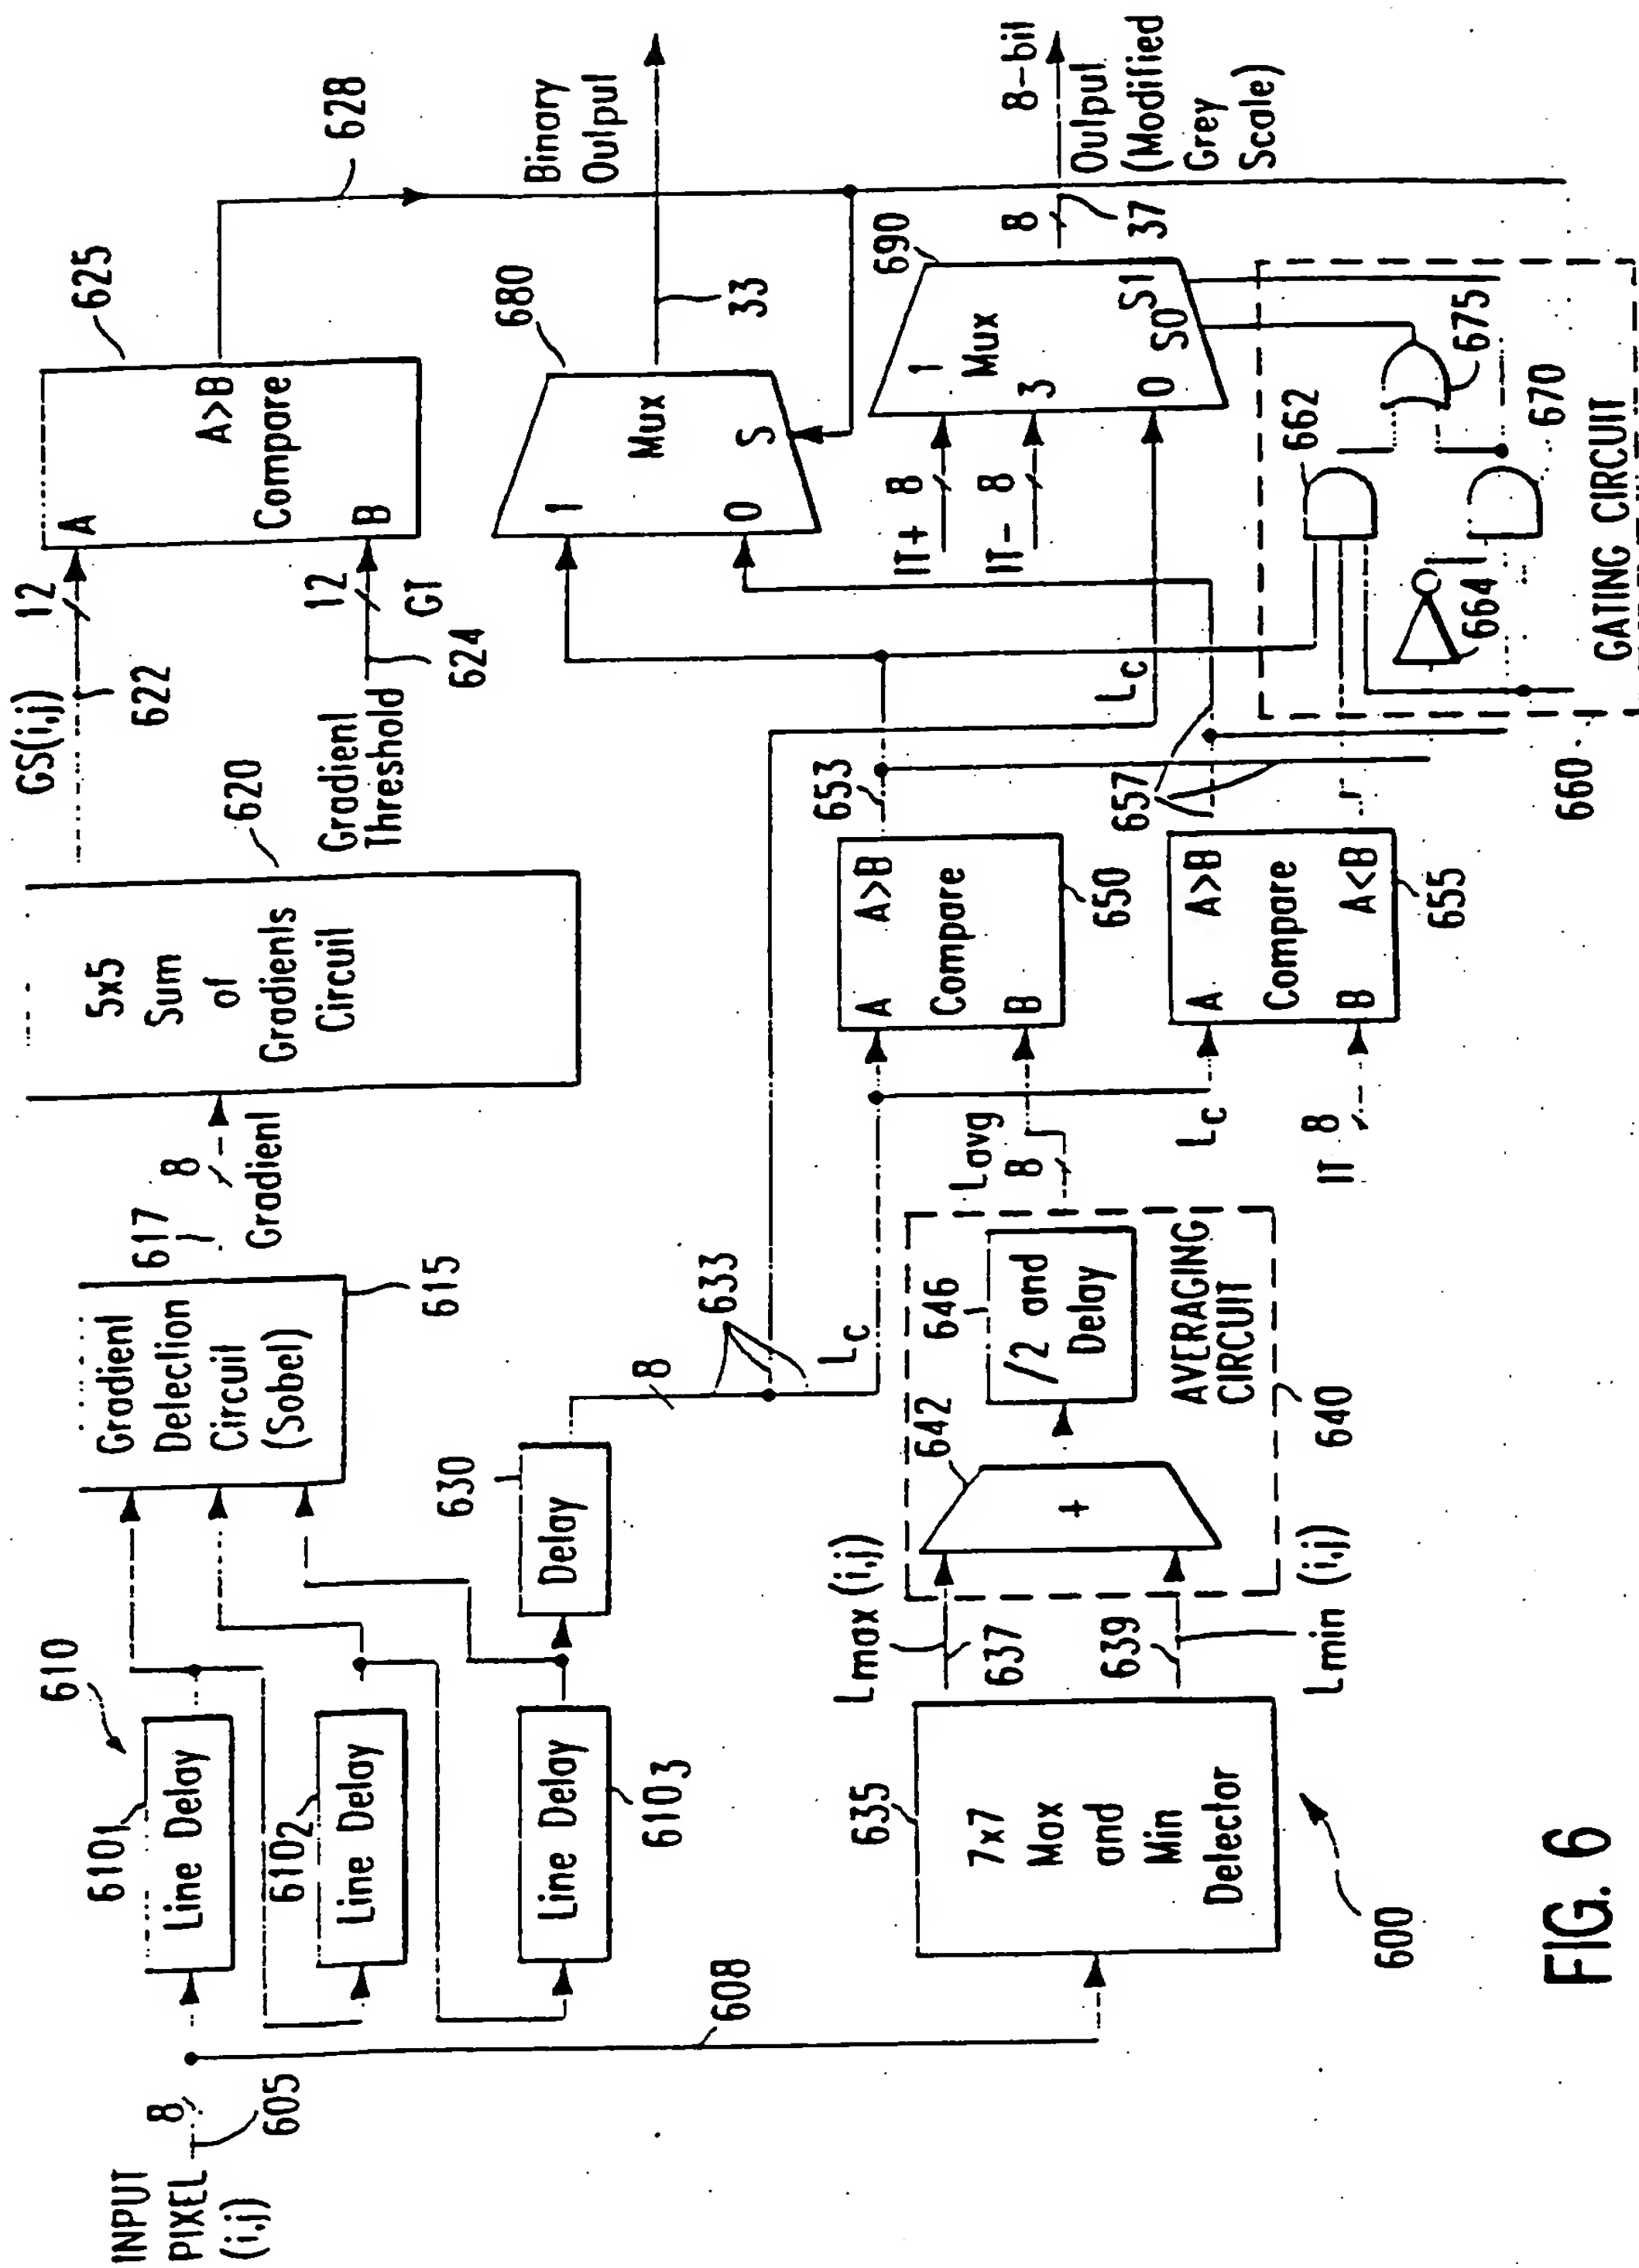 INPUT
PIXEL
(i,j)
8
605
608
610
610₁
Line Delay
610₂
Line Delay
610₃
Line Delay
630
Delay
Gradient
Detection
Circuit
(Sobel)
615
617
8
Gradient
5x5
Sum
of
Gradients
Circuit
620
GS(i,j)
12
622
Gradient
Threshold
12
GT
624
A
A>B
Compare
B
625
628
8
633
Lc
635
7x7
Max
and
Min
Detector
600
Lmax (i,j)
637
639
Lmin (i,j)
642
+
646
/2 and
Delay
AVERAGING
CIRCUIT
640
Lavg
8
Lc
IT
8
A
A>B
Compare
B
650
653
A
A>B
Compare
B
A<B
655
657
Lc
680
1
Mux
0
S
33
Binary
Output
IT+
8
IT-
8
690
1
Mux
3
0
S0
S1
8
37
8-bit
Output
(Modified
Grey
Scale)
662
664
670
675
GATING CIRCUIT
660
FIG. 6